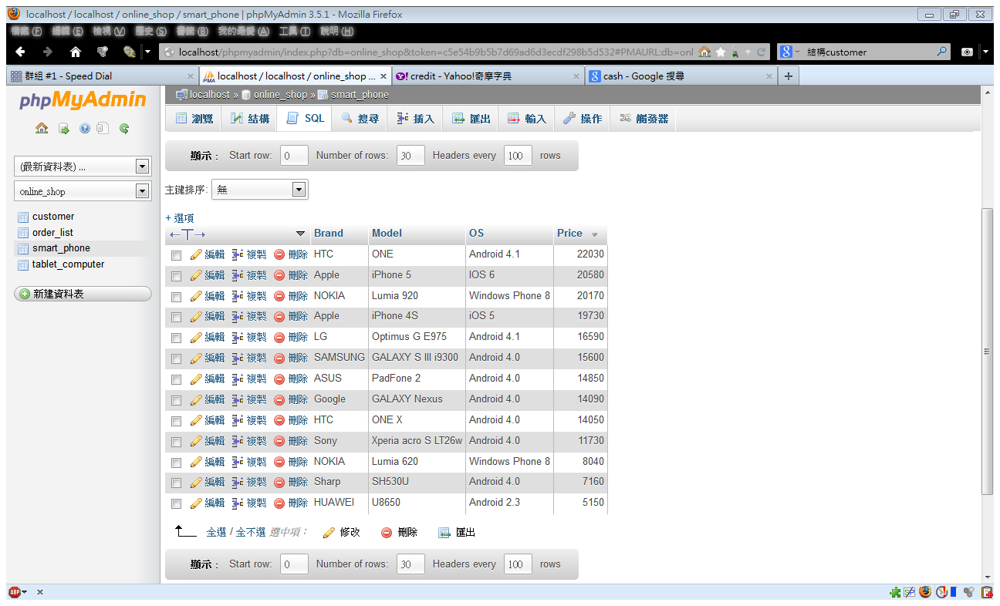 localhost / localhost / online_shop / smart_phone | phpMyAdmin 3.5.1 - Mozilla Firefox
檔案 (F) 編輯 (E) 檢視 (V) 歷史 (S) 書籤 (B) 我的最愛 (A) 工具 (T) 說明 (H)
localhost/phpmyadmin/index.php?db=online_shop&token=c5e54b9b5b7d69ad6d3ecdf298b5d532#PMAURL:db=onl 結構customer
群組 #1 - Speed Dial localhost / localhost / online_shop ... credit - Yahoo!奇摩字典 cash - Google 搜尋
phpMyAdmin
(最新資料表) ...
online_shop
customer
order_list
smart_phone
tablet_computer
新建資料表
localhost » online_shop » smart_phone
瀏覽 結構 SQL 搜尋 插入 匯出 輸入 操作 觸發器
顯示 : Start row: 0 Number of rows: 30 Headers every 100 rows
主鍵排序: 無
+ 選項
←T→ Brand Model OS Price
編輯 複製 刪除 HTC ONE Android 4.1 22030
編輯 複製 刪除 Apple iPhone 5 IOS 6 20580
編輯 複製 刪除 NOKIA Lumia 920 Windows Phone 8 20170
編輯 複製 刪除 Apple iPhone 4S iOS 5 19730
編輯 複製 刪除 LG Optimus G E975 Android 4.1 16590
編輯 複製 刪除 SAMSUNG GALAXY S III i9300 Android 4.0 15600
編輯 複製 刪除 ASUS PadFone 2 Android 4.0 14850
編輯 複製 刪除 Google GALAXY Nexus Android 4.0 14090
編輯 複製 刪除 HTC ONE X Android 4.0 14050
編輯 複製 刪除 Sony Xperia acro S LT26w Android 4.0 11730
編輯 複製 刪除 NOKIA Lumia 620 Windows Phone 8 8040
編輯 複製 刪除 Sharp SH530U Android 4.0 7160
編輯 複製 刪除 HUAWEI U8650 Android 2.3 5150
全選 / 全不選 選中項： 修改 刪除 匯出
顯示 : Start row: 0 Number of rows: 30 Headers every 100 rows
ABP